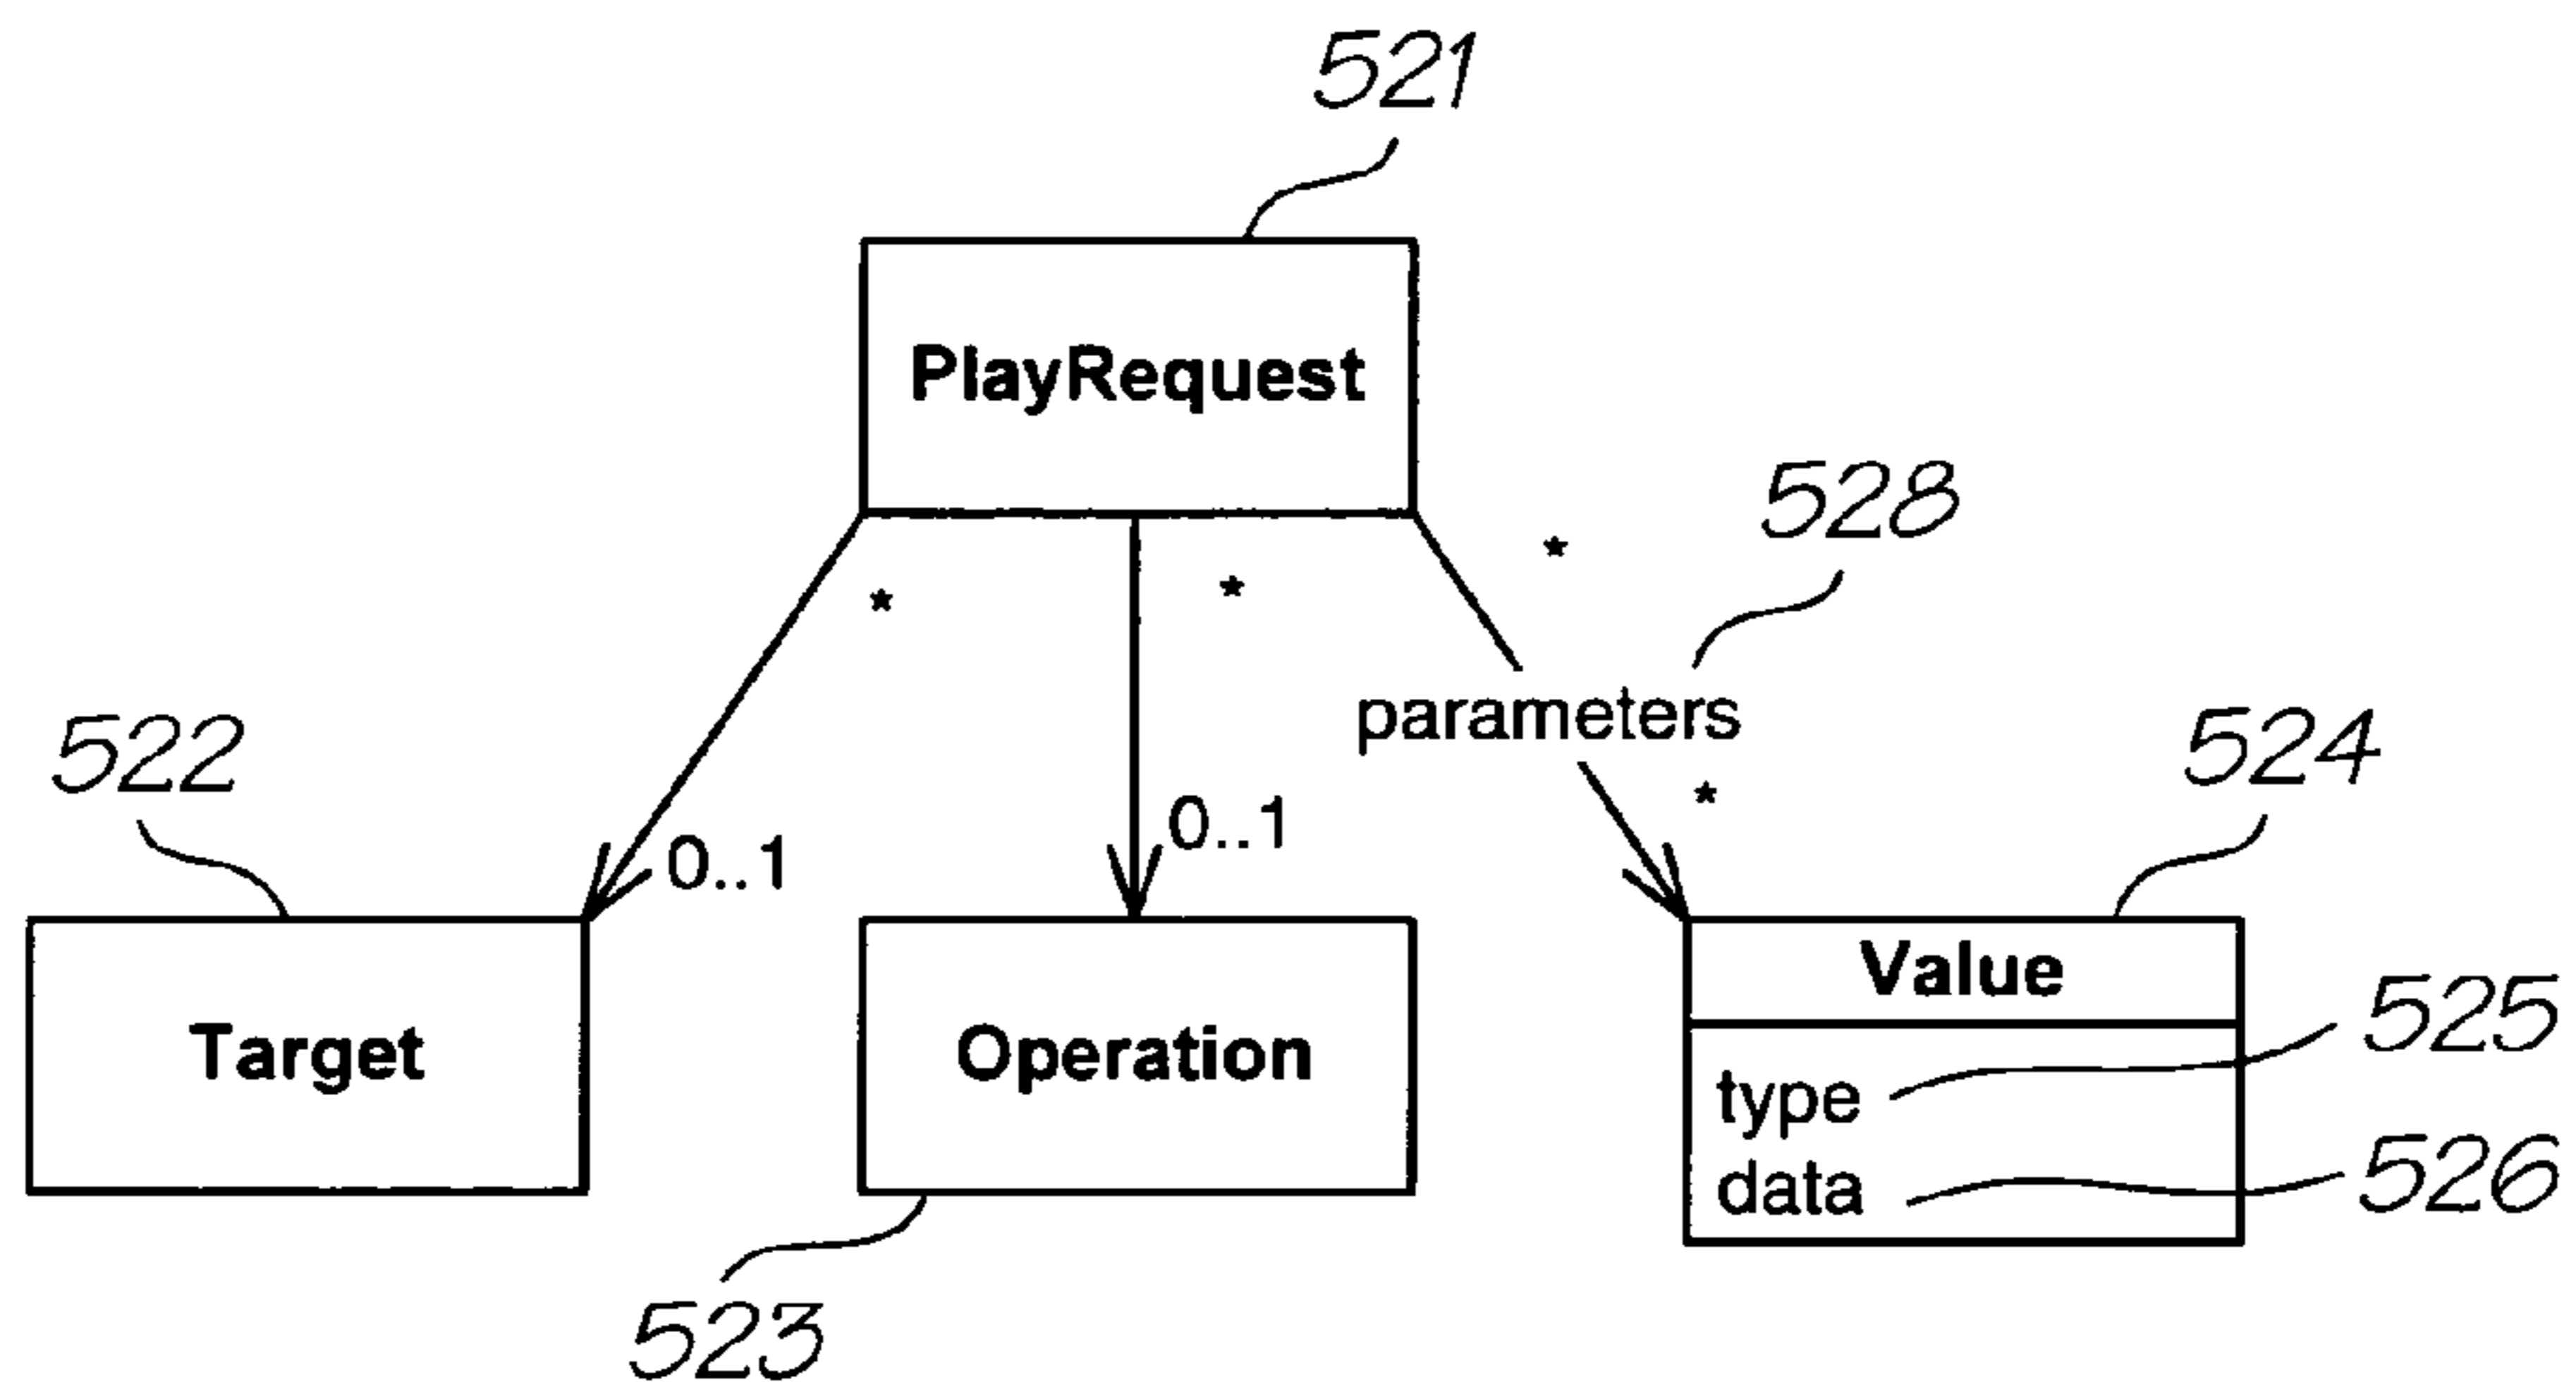 521
PlayRequest
528
*
*
*
parameters
522
524
*
0..1
0..1
Value
Target
Operation
525
type
data
526
523